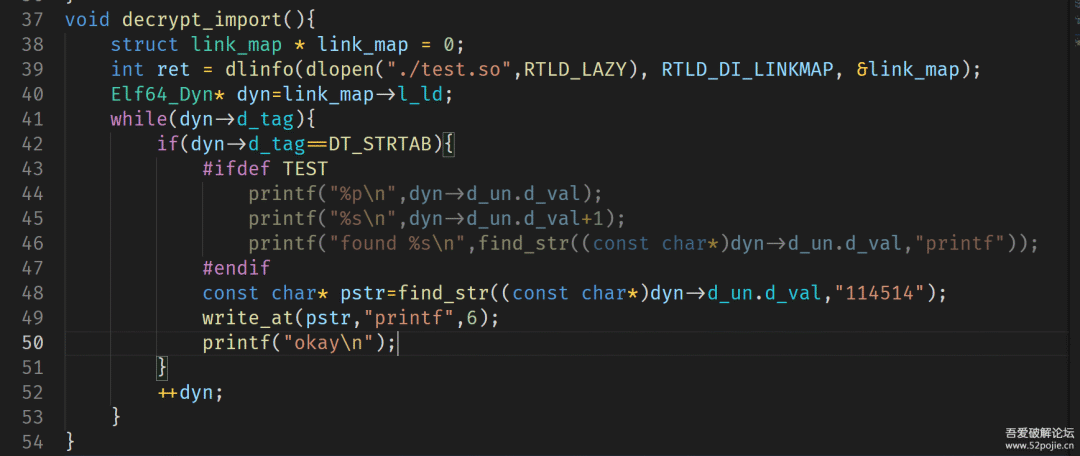 37 void decrypt_import(){
38     struct link_map * link_map = 0;
39     int ret = dlinfo(dlopen("./test.so",RTLD_LAZY), RTLD_DI_LINKMAP, &link_map);
40     Elf64_Dyn* dyn=link_map->l_ld;
41     while(dyn->d_tag){
42         if(dyn->d_tag==DT_STRTAB){
43             #ifdef TEST
44                 printf("%p\n",dyn->d_un.d_val);
45                 printf("%s\n",dyn->d_un.d_val+1);
46                 printf("found %s\n",find_str((const char*)dyn->d_un.d_val,"printf"));
47             #endif
48             const char* pstr=find_str((const char*)dyn->d_un.d_val,"114514");
49             write_at(pstr,"printf",6);
50             printf("okay\n");
51         }
52         ++dyn;
53     }
54 }
吾爱破解论坛
www.52pojie.cn